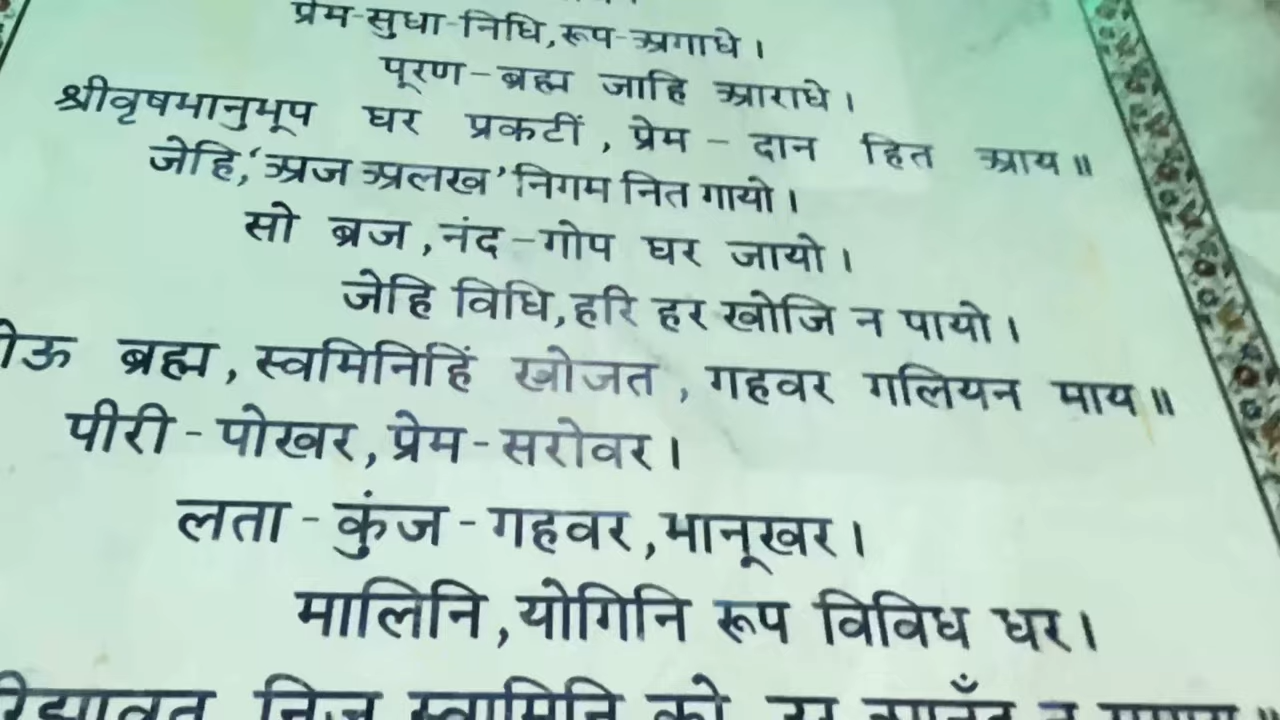 प्रेम-सुधा-निधि, रूप-अगाधे ।
पूरण-ब्रह्म जाहि आराधे ।
श्रीवृषभानुभूप घर प्रकटीं, प्रेम - दान हित आय ॥
जेहि, 'अज अलख' निगम नित गायो ।
सो ब्रज, नंद-गोप घर जायो ।
जेहि विधि, हरि हर खोजि न पायो ।
ब्रह्म, स्वमिनिहिं खोजत, गहवर गलियन माय ॥
पीरी - पोखर, प्रेम-सरोवर ।
लता - कुंज - गहवर, भानूखर ।
मालिनि, योगिनि रूप विविध धर ।
निज स्वामिनि को